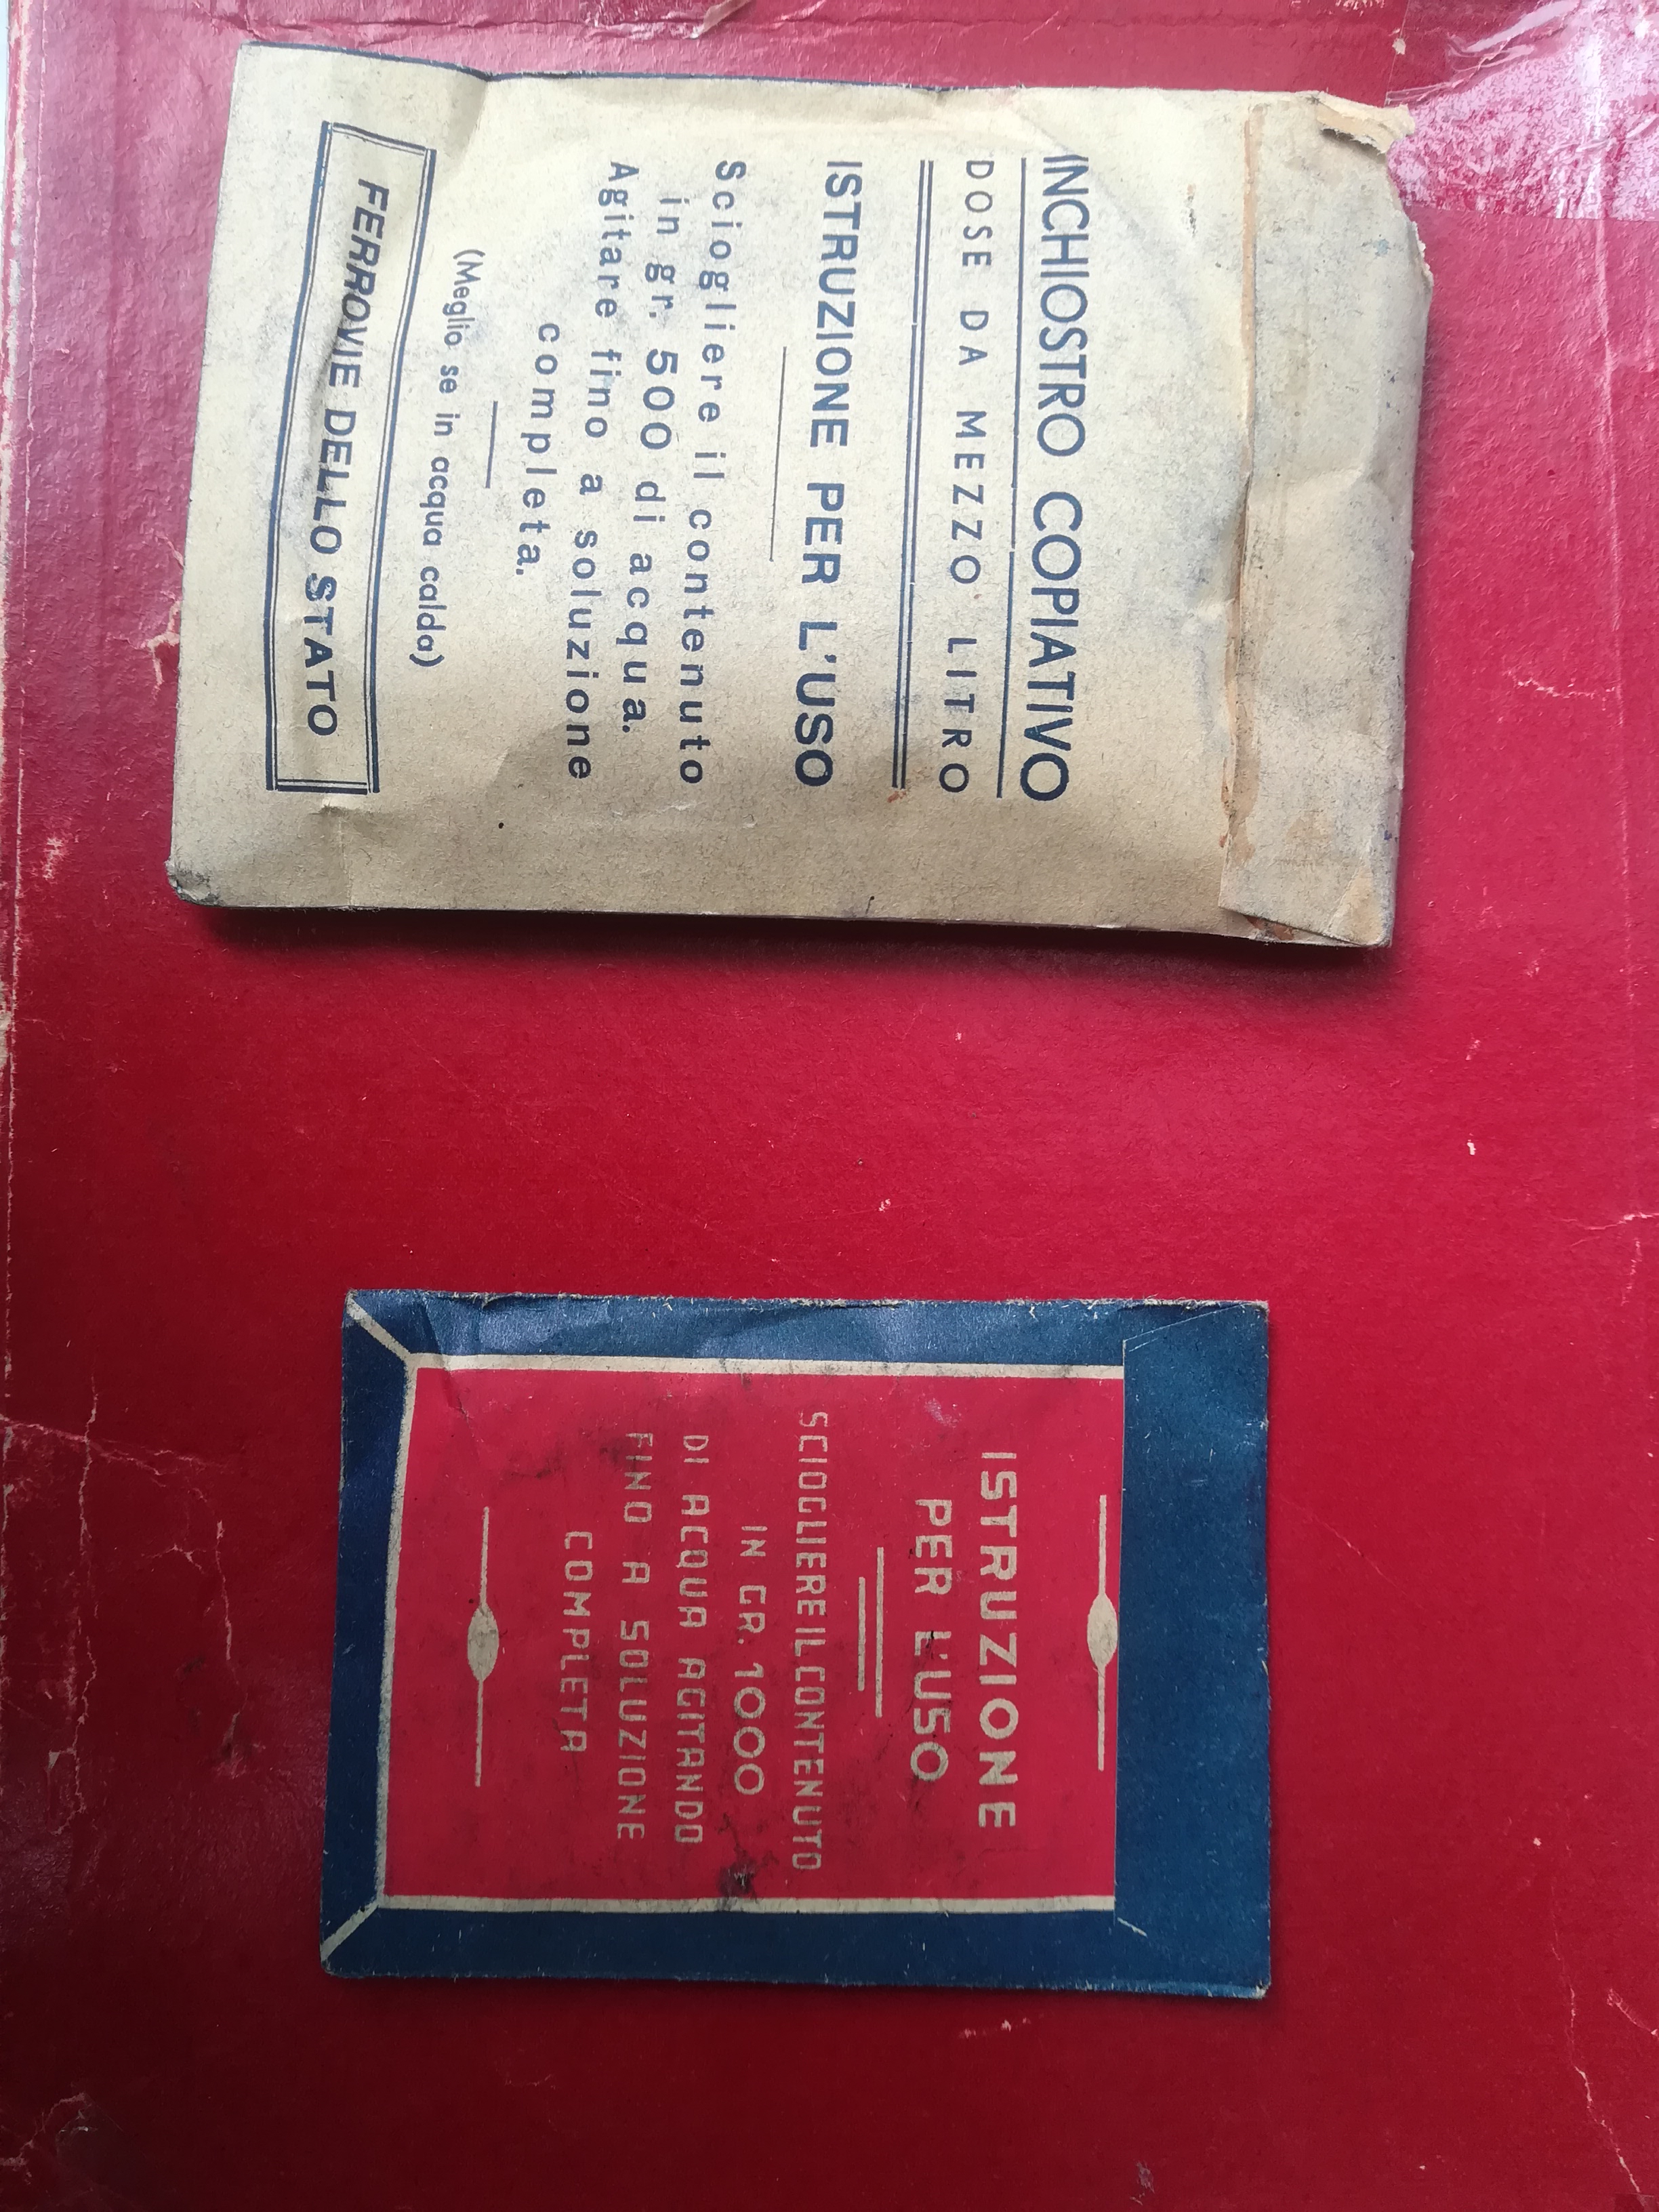 INCHIOSTRO COPIATIVO
DOSE DA MEZZO LITRO
ISTRUZIONE PER L'USO
Sciogliere il contenuto
in gr. 500 di acqua.
Agitare fino a soluzione
completa.
(Meglio se in acqua calda)
FERROVIE DELLO STATO
ISTRUZIONE
PER L'USO
SCIOGLIERE IL CONTENUTO
IN GR. 1000
DI ACQUA AGITANDO
FINO A SOLUZIONE
COMPLETA